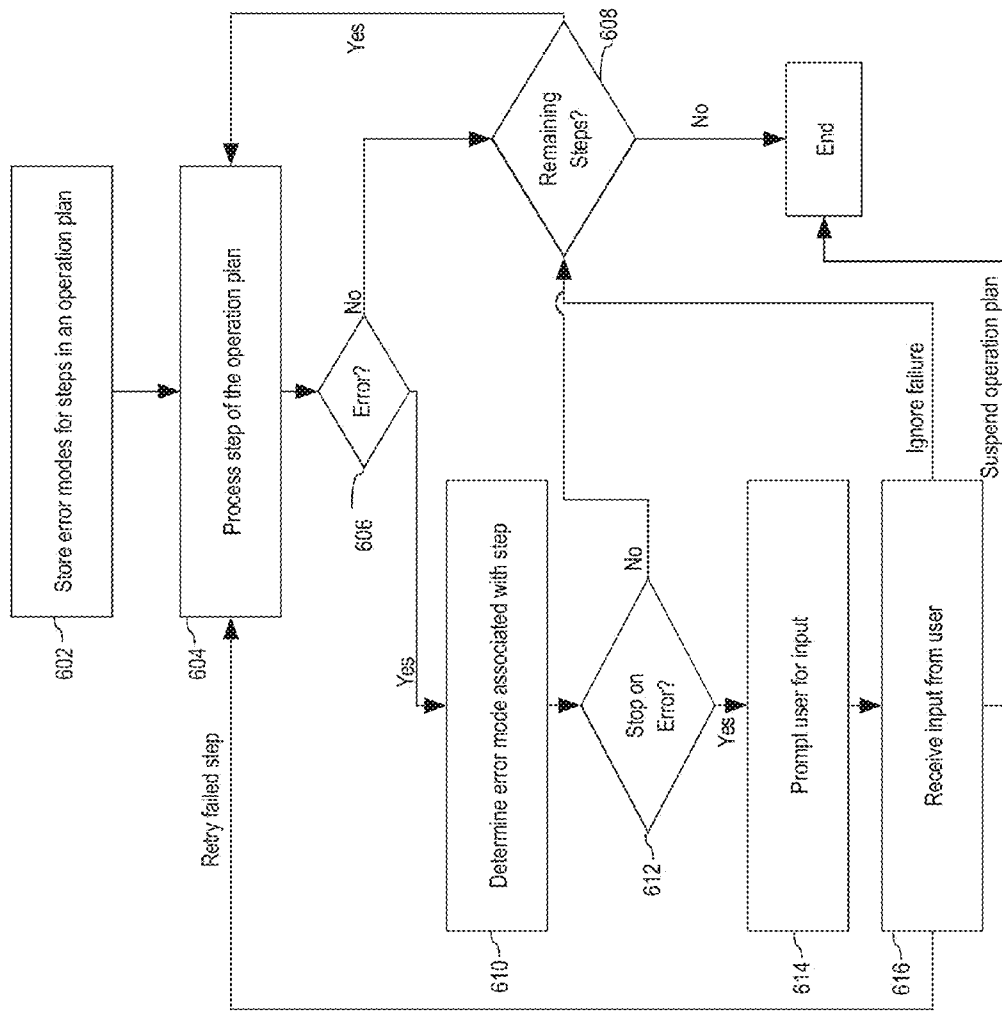 Store error modes for steps in an operation plan
602
Retry failed step
Process step of the operation plan
604
Yes
Error?
606
No
Yes
Remaining
Steps?
608
No
End
Determine error mode associated with step
610
Stop on
Error?
612
No
Yes
Prompt user for input
614
Receive input from user
616
Ignore failure
Suspend operation plan